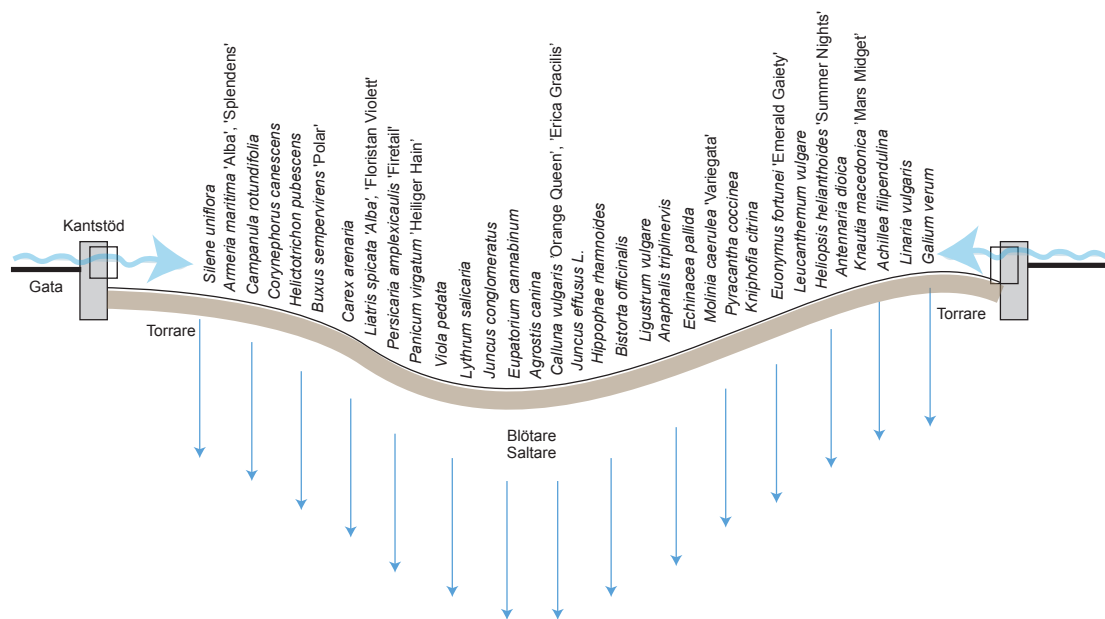 Kantstöd
Gata
Torrare
Silene uniflora
Armeria maritima 'Alba', 'Splendens'
Campanula rotundifolia
Corynephorus canescens
Helictotrichon pubescens
Buxus sempervirens 'Polar'
Carex arenaria
Liatris spicata 'Alba', 'Floristan Violett'
Persicaria amplexicaulis 'Firetail'
Panicum virgatum 'Heiliger Hain'
Viola pedata
Lythrum salicaria
Juncus conglomeratus
Eupatorium cannabinum
Agrostis canina
Calluna vulgaris 'Orange Queen', 'Erica Gracilis'
Juncus effusus L.
Hippophae rhamnoides
Bistorta officinalis
Ligustrum vulgare
Anaphalis triplinervis
Echinacea pallida
Molinia caerulea 'Variegata'
Pyracantha coccinea
Kniphofia citrina
Euonymus fortunei 'Emerald Gaiety'
Leucanthemum vulgare
Heliopsis helianthoides 'Summer Nights'
Antennaria dioica
Knautia macedonica 'Mars Midget'
Achillea filipendulina
Linaria vulgaris
Galium verum
Torrare
Blötare
Saltare